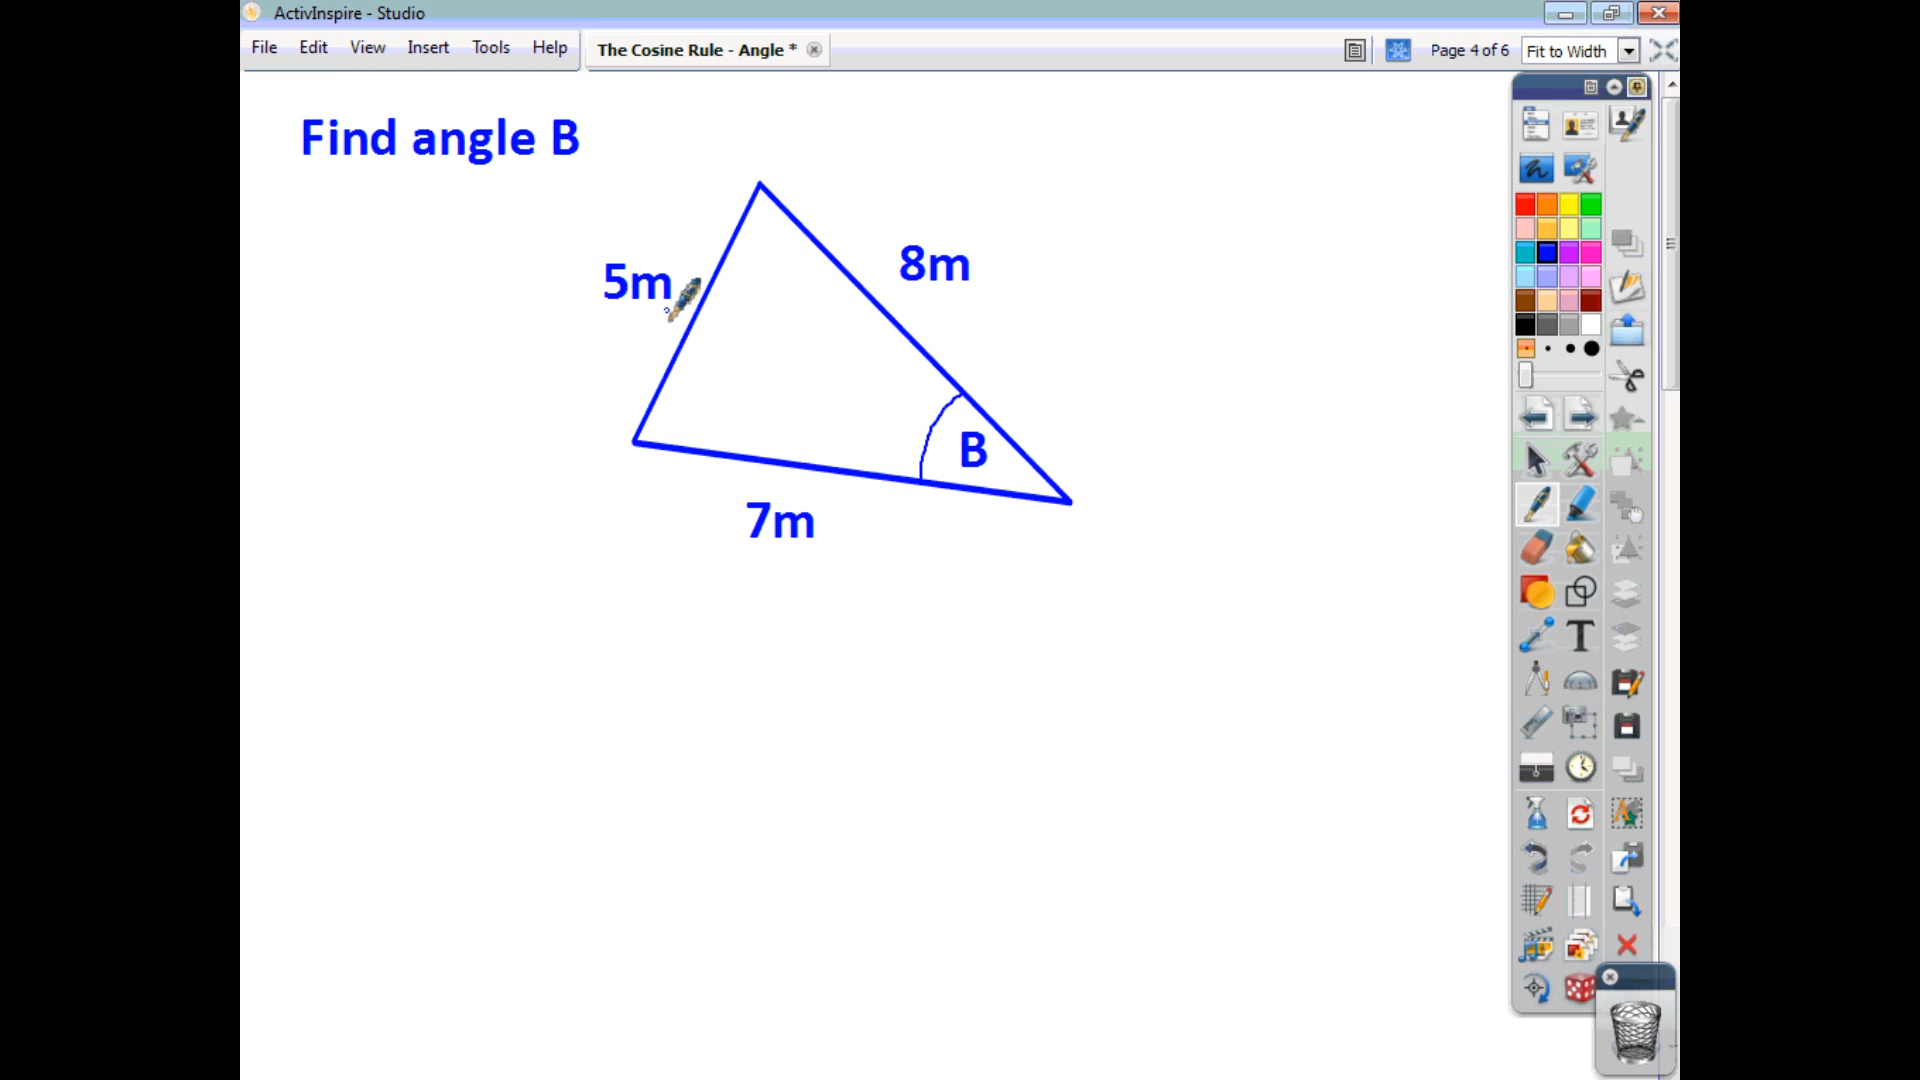 ActivInspire - Studio
File Edit View Insert Tools Help
The Cosine Rule - Angle *
Page 4 of 6
Fit to Width
Find angle B
5m
8m
B
7m